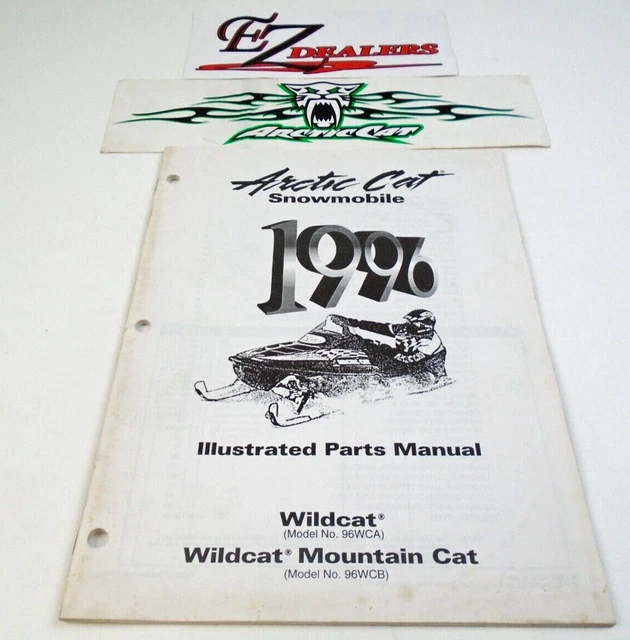 EZ DEALERS
ArcticCat
Arctic Cat®
Snowmobile
1996
Illustrated Parts Manual
Wildcat®
(Model No. 96WCA)
Wildcat® Mountain Cat
(Model No. 96WCB)